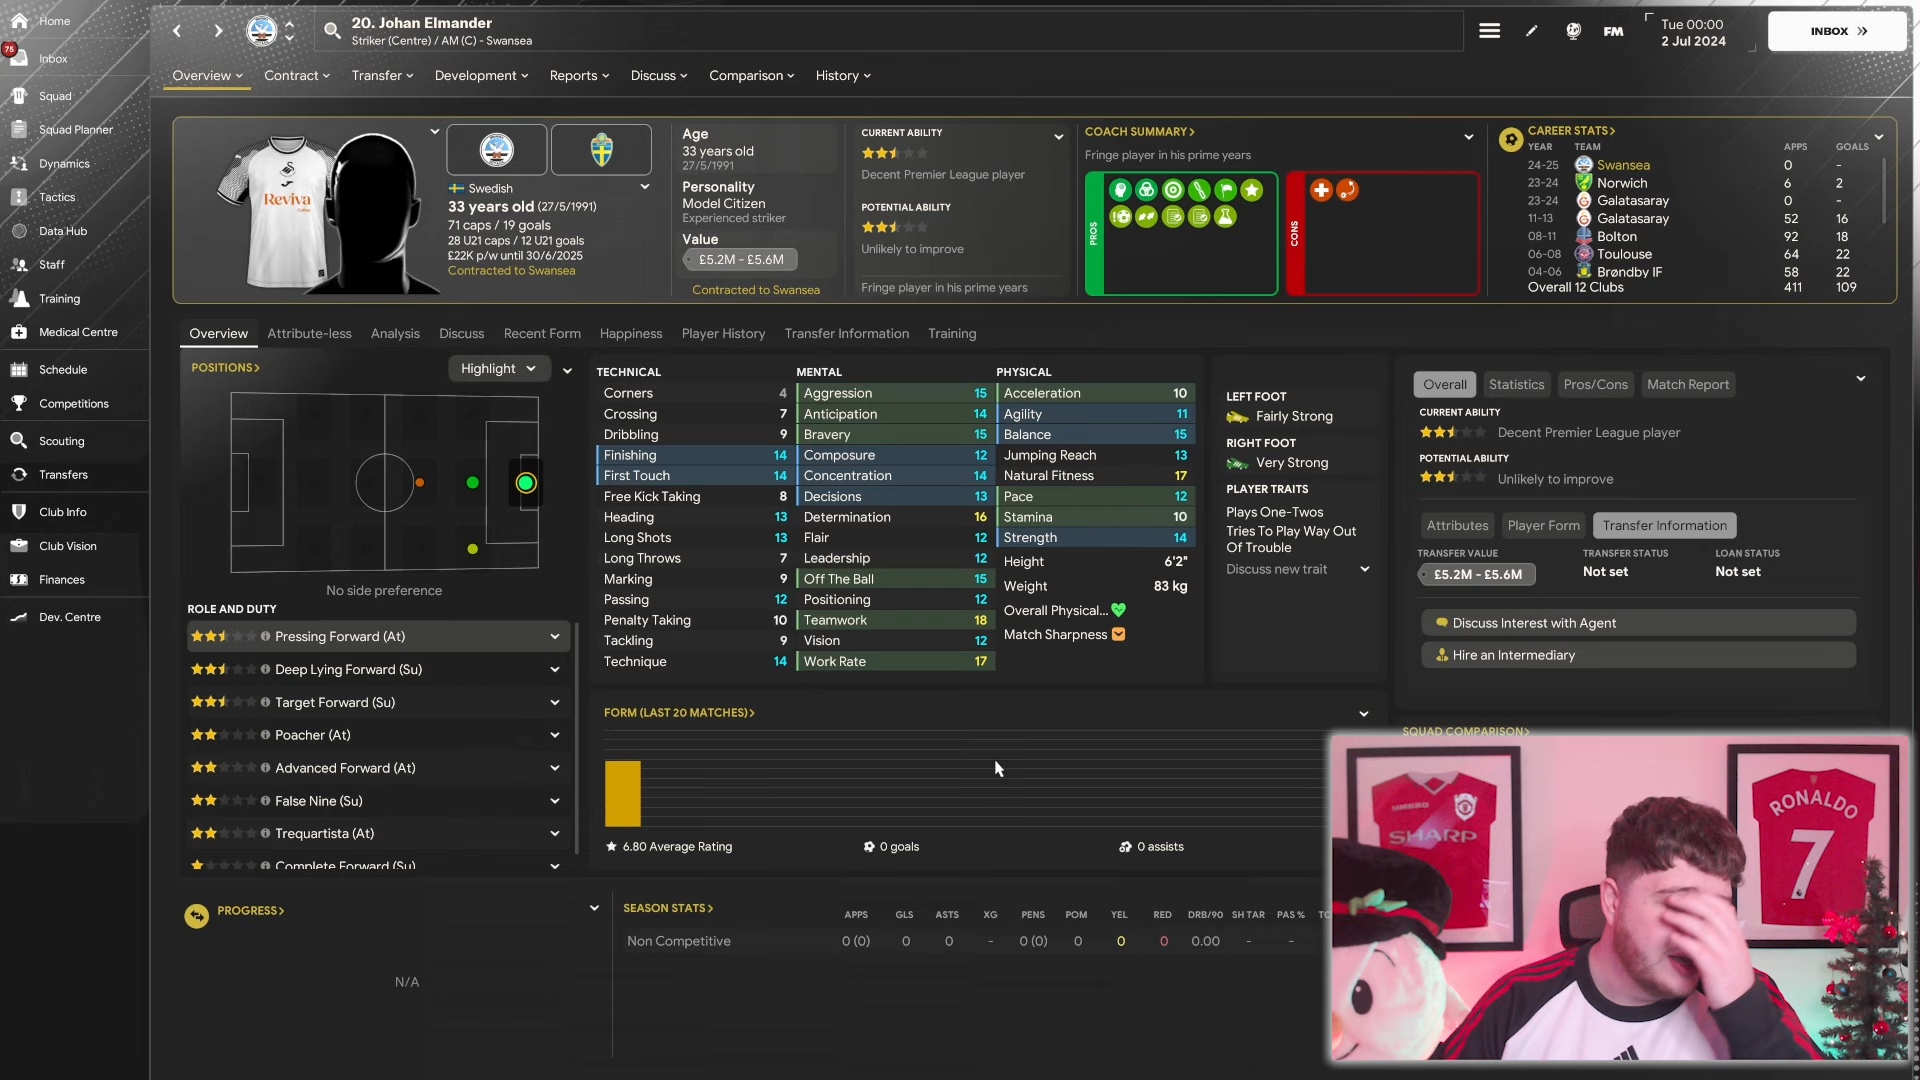 Home
76
Inbox
Squad
Squad Planner
Dynamics
Tactics
Data Hub
Staff
Training
Medical Centre
Schedule
Competitions
Scouting
Transfers
Club Info
Club Vision
Finances
Dev. Centre
20. Johan Elmander
Striker (Centre) / AM (C) - Swansea
FM
Tue 00:00
2 Jul 2024
INBOX
Overview
Contract
Transfer
Development
Reports
Discuss
Comparison
History
Reviva
Coffee
Swedish
33 years old (27/5/1991)
71 caps / 19 goals
28 U21 caps / 12 U21 goals
£22K p/w until 30/6/2025
Contracted to Swansea
Age
33 years old
27/5/1991
Personality
Model Citizen
Experienced striker
Value
£5.2M - £5.6M
Contracted to Swansea
CURRENT ABILITY
Decent Premier League player
POTENTIAL ABILITY
Unlikely to improve
Fringe player in his prime years
COACH SUMMARY
Fringe player in his prime years
PROS
CONS
CAREER STATS
YEAR TEAM APPS GOALS
24-25 Swansea 0 -
23-24 Norwich 6 2
23-24 Galatasaray 0 -
11-13 Galatasaray 52 16
08-11 Bolton 92 18
06-08 Toulouse 64 22
04-06 Brøndby IF 58 22
Overall 12 Clubs 411 109
Overview
Attribute-less
Analysis
Discuss
Recent Form
Happiness
Player History
Transfer Information
Training
POSITIONS
Highlight
No side preference
ROLE AND DUTY
Pressing Forward (At)
Deep Lying Forward (Su)
Target Forward (Su)
Poacher (At)
Advanced Forward (At)
False Nine (Su)
Trequartista (At)
Complete Forward (Su)
TECHNICAL
Corners 4
Crossing 7
Dribbling 9
Finishing 14
First Touch 14
Free Kick Taking 8
Heading 13
Long Shots 13
Long Throws 7
Marking 9
Passing 12
Penalty Taking 10
Tackling 9
Technique 14
MENTAL
Aggression 15
Anticipation 14
Bravery 15
Composure 12
Concentration 14
Decisions 13
Determination 16
Flair 12
Leadership 12
Off The Ball 15
Positioning 12
Teamwork 18
Vision 12
Work Rate 17
PHYSICAL
Acceleration 10
Agility 11
Balance 15
Jumping Reach 13
Natural Fitness 17
Pace 12
Stamina 10
Strength 14
Height 6'2"
Weight 83 kg
Overall Physical...
Match Sharpness
LEFT FOOT
Fairly Strong
RIGHT FOOT
Very Strong
PLAYER TRAITS
Plays One-Twos
Tries To Play Way Out
Of Trouble
Discuss new trait
Overall
Statistics
Pros/Cons
Match Report
CURRENT ABILITY
Decent Premier League player
POTENTIAL ABILITY
Unlikely to improve
Attributes
Player Form
Transfer Information
TRANSFER VALUE
£5.2M - £5.6M
TRANSFER STATUS
Not set
LOAN STATUS
Not set
Discuss Interest with Agent
Hire an Intermediary
SQUAD COMPARISON
FORM (LAST 20 MATCHES)
6.80 Average Rating
0 goals
0 assists
PROGRESS
N/A
SEASON STATS
APPS GLS ASTS XG PENS POM YEL RED DRB/90 SH TAR PAS %
Non Competitive 0 (0) 0 0 - 0 (0) 0 0 0 0.00 - -
UMBRO
SHARP
RONALDO
7